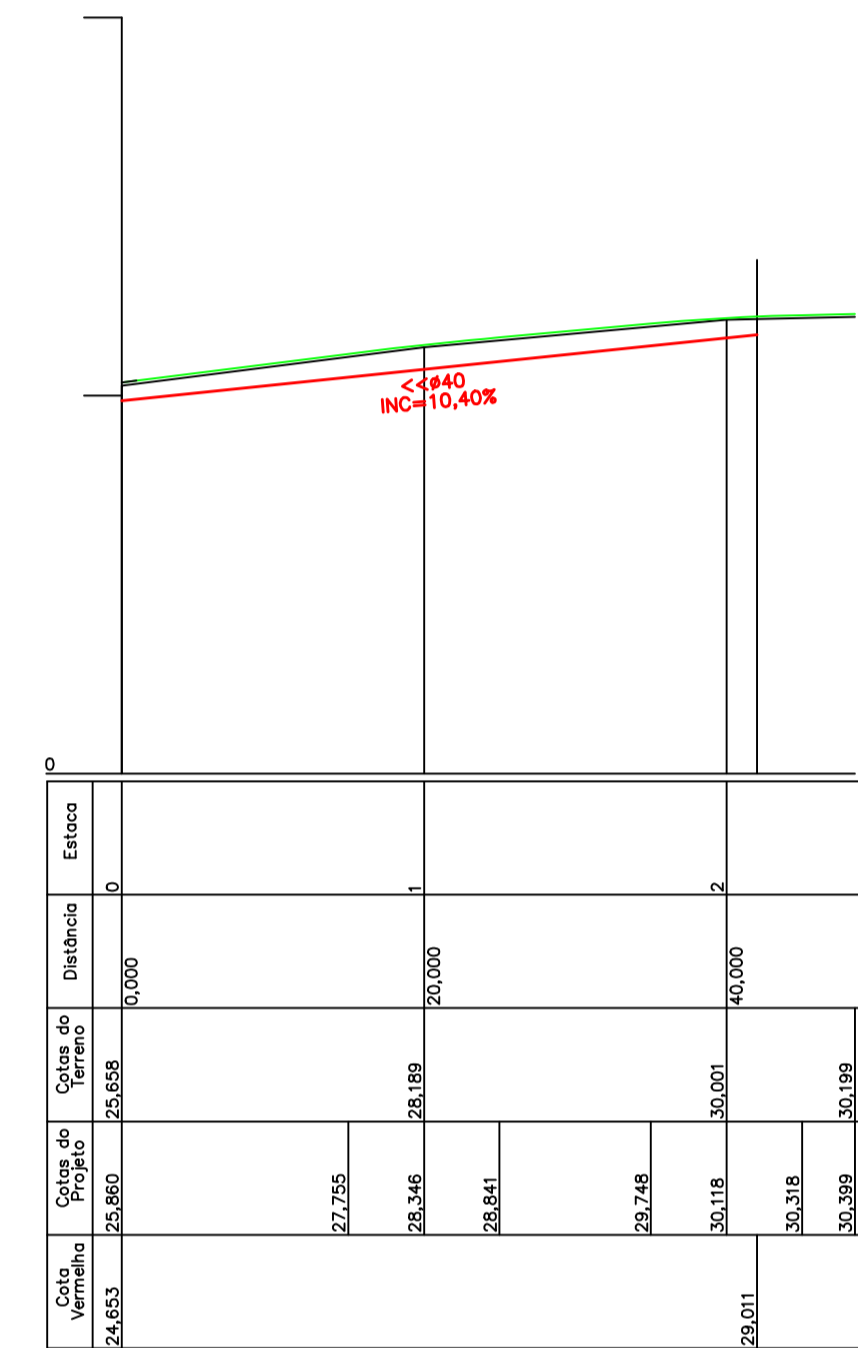 <<ø40
INC=10,40%
0
Estaca
0
1
2
Distância
0,000
20,000
40,000
Cotas do
Terreno
25,658
28,189
30,001
30,199
Cotas do
Projeto
25,860
27,755
28,346
28,841
29,748
30,118
30,318
30,399
Cota
Vermelha
24,653
29,011